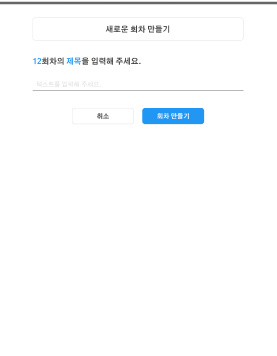 새로운 회차 만들기
12회차의 제목을 입력해 주세요.
텍스트를 입력해 주세요.
취소
회차 만들기